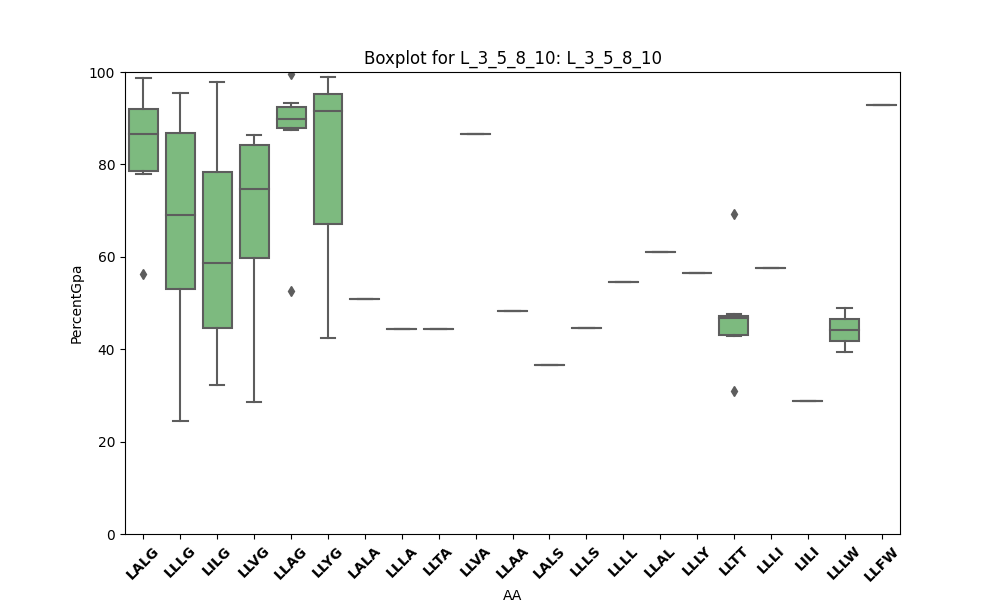 Boxplot for L_3_5_8_10: L_3_5_8_10
100
80
60
40
20
0
PercentGpa
LALG LLLG LILG LLVG LLAG LLYG LALA LLLA LLTA LLVA LLAA LALS LLLS LLLL LLAL LLLY LLTT LLLI LILI LLLW LLFW
AA